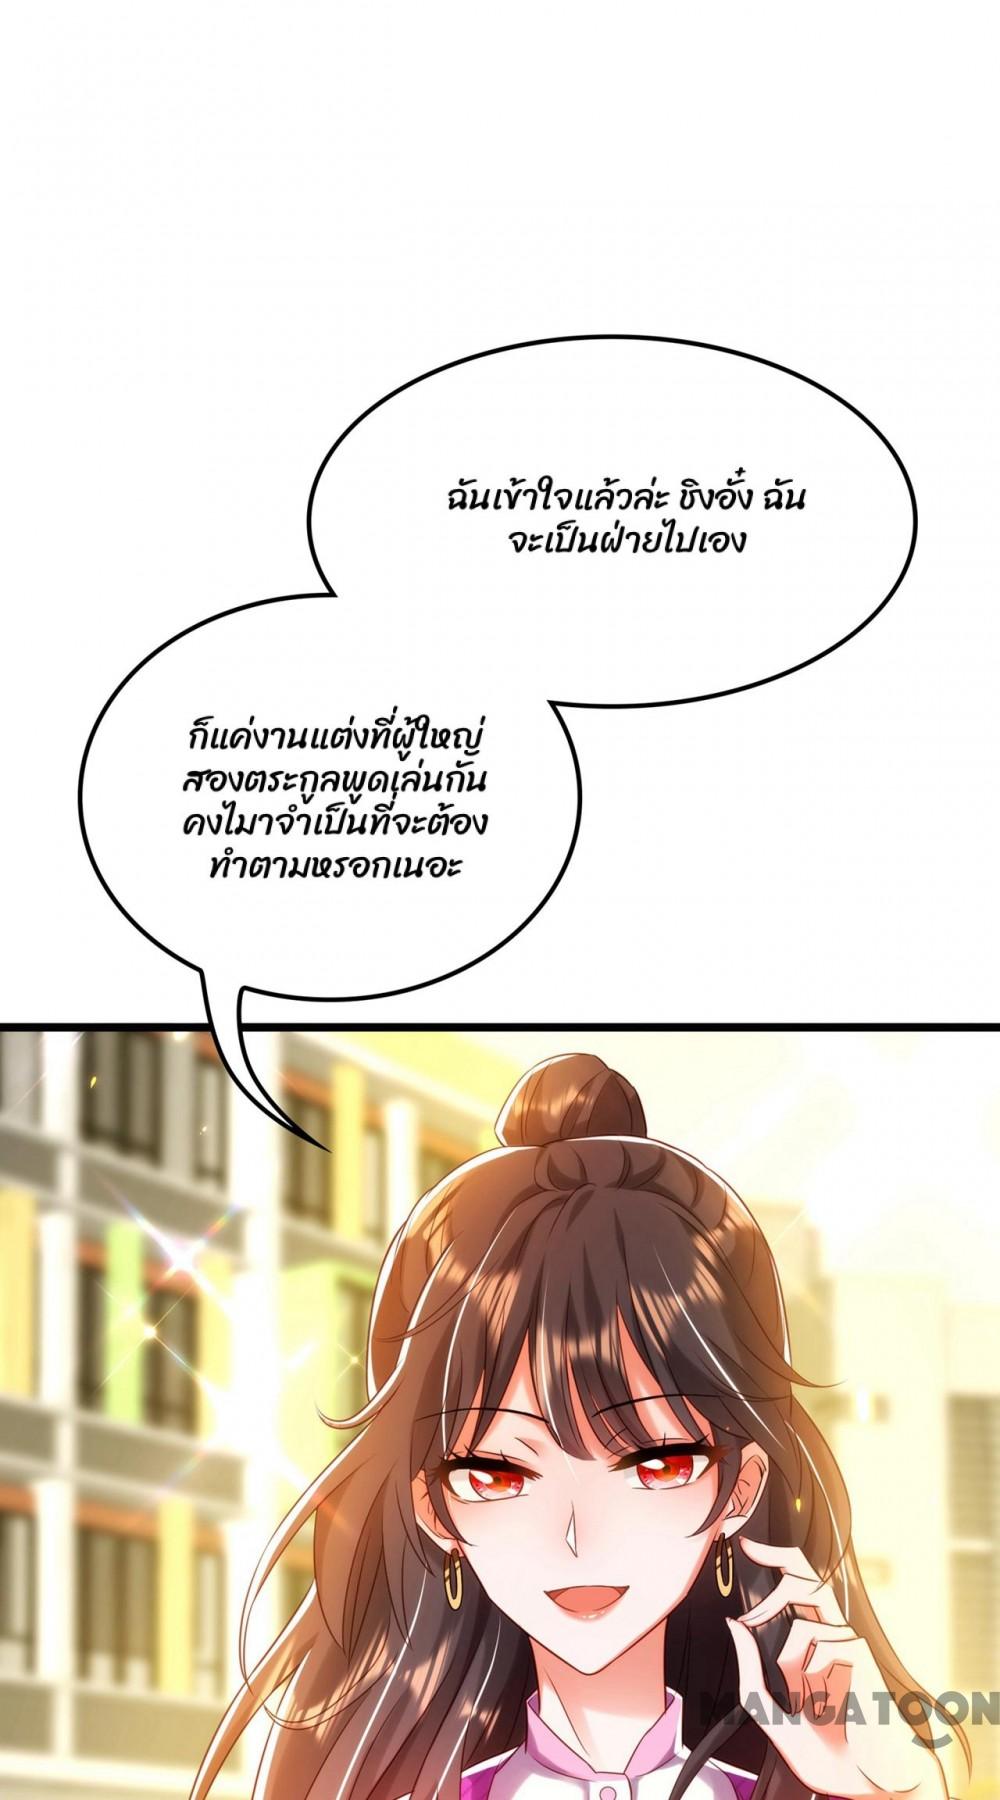 ฉันเข้าใจแล้วล่ะ ชิงอั๋ง ฉัน
จะเป็นฝ่ายไปเอง
ก็แค่งานแต่งที่ผู้ใหญ่
สองตระกูลพูดเล่นกัน
คงไมาจำเป็นที่จะต้อง
ทำตามหรอกเนอะ
MANGATOON